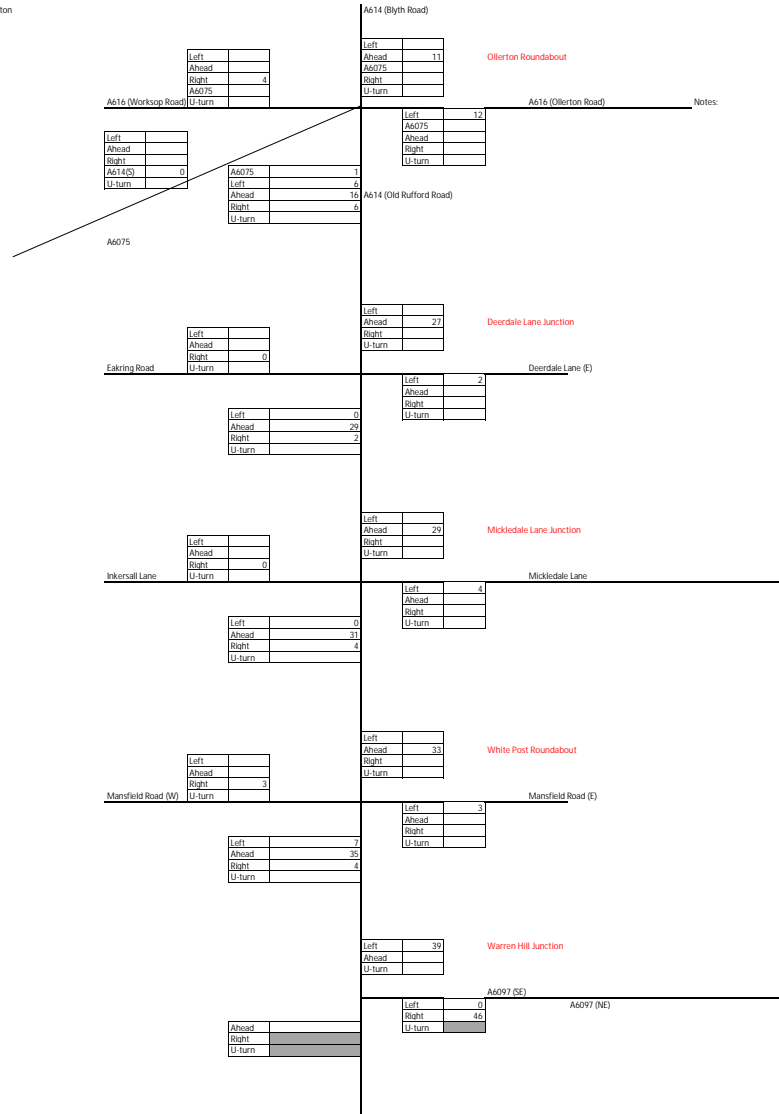 ton
A614 (Blyth Road)
Left
Ahead 11
A6075
Right
U-turn
Ollerton Roundabout
Left
Ahead
Right 4
A6075
U-turn
A616 (Worksop Road)
A616 (Ollerton Road)
Notes:
Left 12
A6075
Ahead
Right
U-turn
Left
Ahead
Right
A614(S) 0
U-turn
A6075 1
Left 6
Ahead 16
Right 6
U-turn
A614 (Old Rufford Road)
A6075
Left
Ahead 27
Right
U-turn
Deerdale Lane Junction
Left
Ahead
Right 0
U-turn
Eakring Road
Deerdale Lane (E)
Left 2
Ahead
Right
U-turn
Left 0
Ahead 29
Right 2
U-turn
Left
Ahead 29
Right
U-turn
Mickledale Lane Junction
Left
Ahead
Right 0
U-turn
Inkersall Lane
Mickledale Lane
Left 4
Ahead
Right
U-turn
Left 0
Ahead 31
Right 4
U-turn
Left
Ahead 33
Right
U-turn
White Post Roundabout
Left
Ahead
Right 3
U-turn
Mansfield Road (W)
Mansfield Road (E)
Left 3
Ahead
Right
U-turn
Left 7
Ahead 35
Right 4
U-turn
Left 39
Ahead
U-turn
Warren Hill Junction
A6097 (SE)
A6097 (NE)
Left 0
Right 46
U-turn
Ahead
Right
U-turn